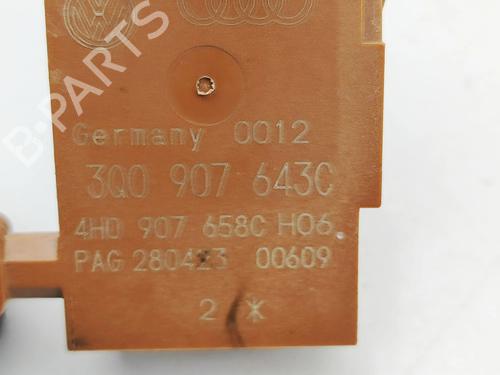 Germany 0012
3Q0 907 643C
4H0 907 658C H06
PAG 280423 00609
2
B-PARTS